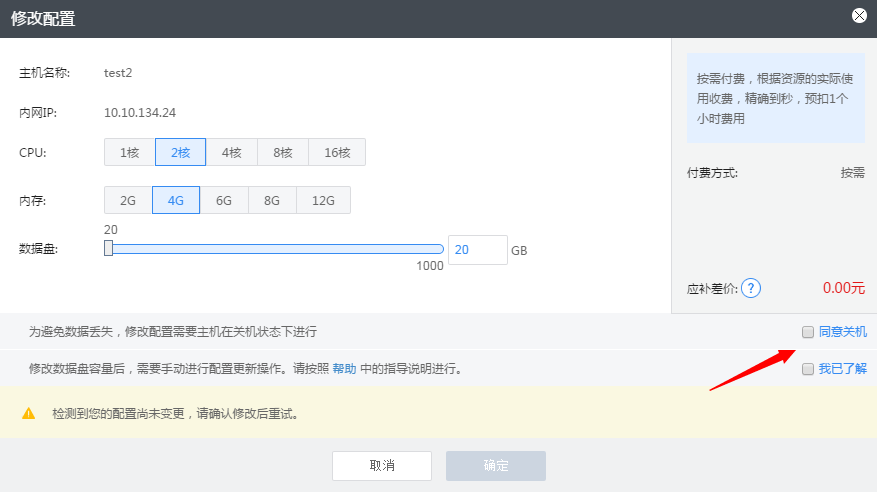 修改配置
主机名称: test2
内网IP: 10.10.134.24
CPU: 1核 2核 4核 8核 16核
内存: 2G 4G 6G 8G 12G
20
数据盘: 20 GB
1000
按需付费，根据资源的实际使
用收费，精确到秒，预扣1个
小时费用
付费方式: 按需
应补差价: ? 0.00元
为避免数据丢失，修改配置需要主机在关机状态下进行 同意关机
修改数据盘容量后，需要手动进行配置更新操作。请按照 帮助 中的指导说明进行。 我已了解
检测到您的配置尚未变更，请确认修改后重试。
取消 确定